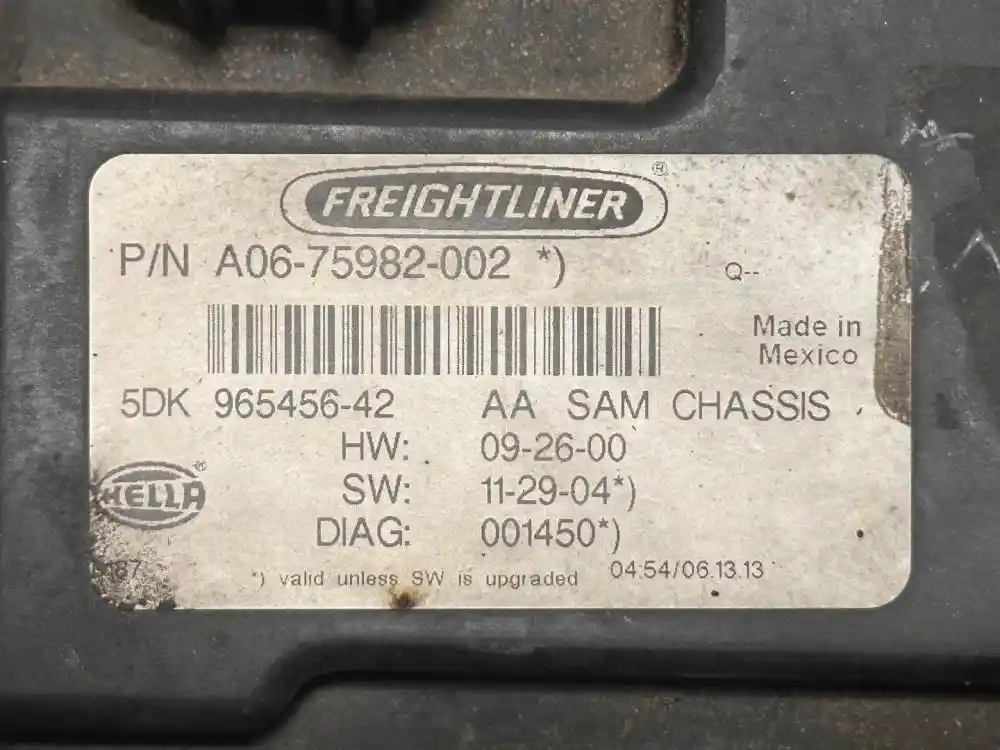 FREIGHTLINER ®
P/N A06-75982-002 *)
Q--
Made in
Mexico
5DK 965456-42 AA SAM CHASSIS
HW: 09-26-00
SW: 11-29-04*)
HELLA ®
DIAG: 001450*)
*) valid unless SW is upgraded 04:54/06.13.13